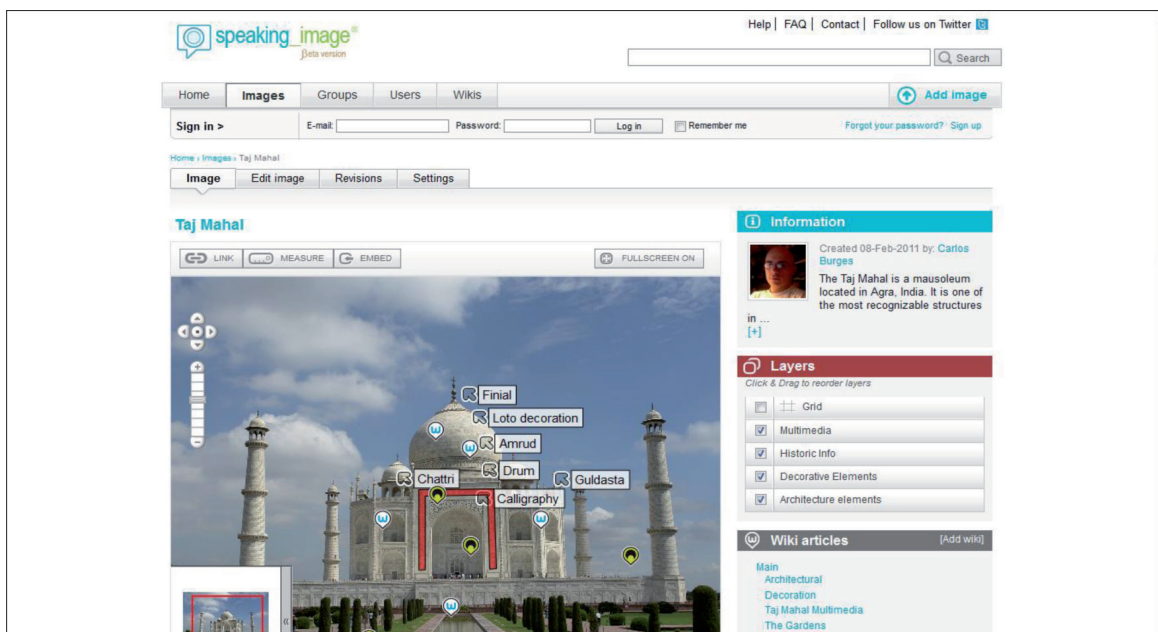 Help | FAQ | Contact | Follow us on Twitter
speaking_image®
βeta version
Search
Home Images Groups Users Wikis Add image
Sign in > E-mail: Password: Log in Remember me Forgot your password? Sign up
Home › Images › Taj Mahal
Image Edit image Revisions Settings
Taj Mahal
LINK MEASURE EMBED FULLSCREEN ON
Finial
Loto decoration
Amrud
Drum
Chattri
Guldasta
Calligraphy
Information
Created 08-Feb-2011 by: Carlos
Burges
The Taj Mahal is a mausoleum
located in Agra, India. It is one of
the most recognizable structures
in ...
[+]
Layers
Click & Drag to reorder layers
Grid
Multimedia
Historic Info
Decorative Elements
Architecture elements
Wiki articles [Add wiki]
Main
Architectural
Decoration
Taj Mahal Multimedia
The Gardens